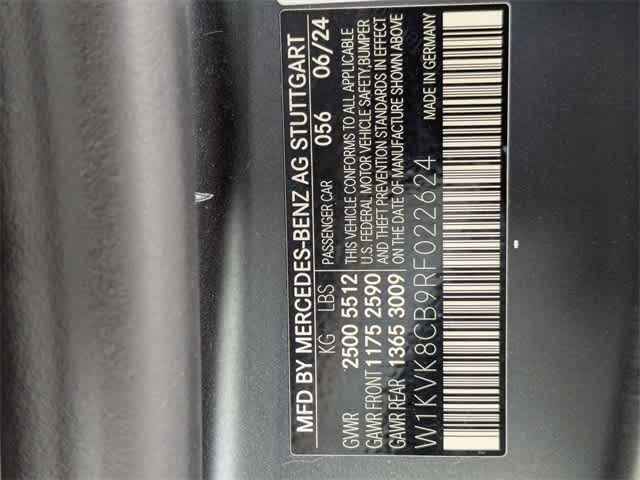 MFD BY MERCEDES-BENZ AG STUTTGART
KG LBS PASSENGER CAR 056 06/24
GVWR 2500 5512 THIS VEHICLE CONFORMS TO ALL APPLICABLE
GAWR FRONT 1175 2590 U.S. FEDERAL MOTOR VEHICLE SAFETY,BUMPER
AND THEFT PREVENTION STANDARDS IN EFFECT
GAWR REAR 1365 3009 ON THE DATE OF MANUFACTURE SHOWN ABOVE
W1KVK8CB9RF022624 MADE IN GERMANY